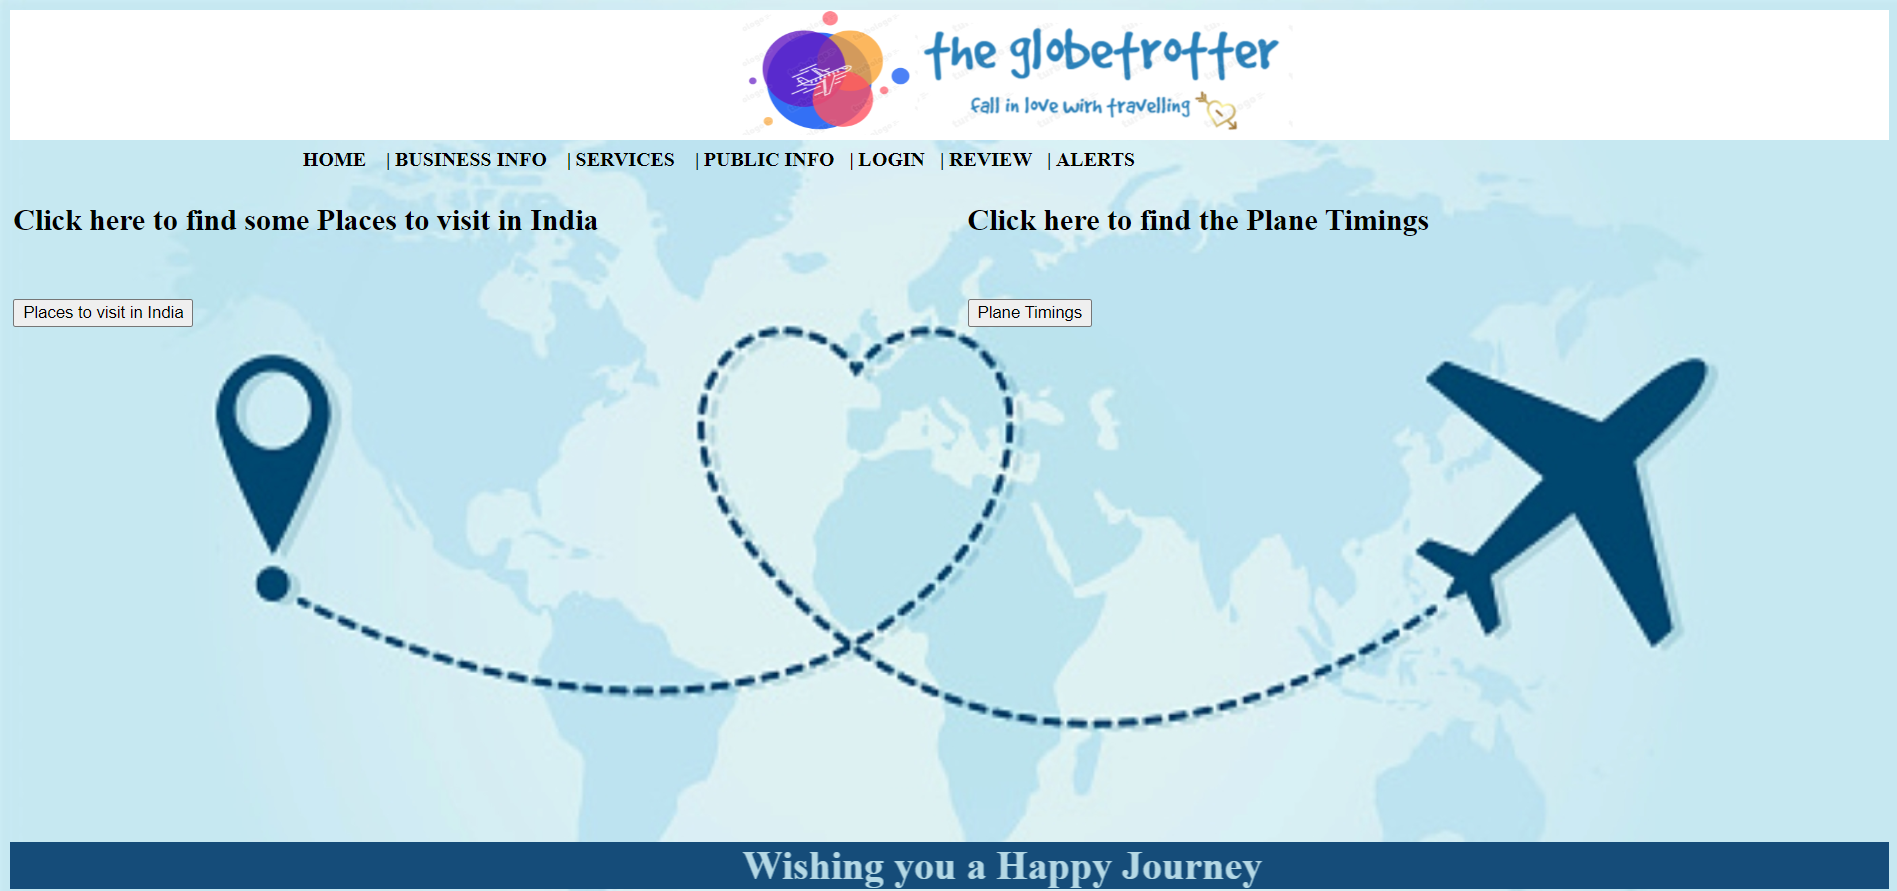 the globetrotter
fall in love wirh travelling
HOME | BUSINESS INFO | SERVICES | PUBLIC INFO | LOGIN | REVIEW | ALERTS
Click here to find some Places to visit in India
Click here to find the Plane Timings
Places to visit in India
Plane Timings
Wishing you a Happy Journey